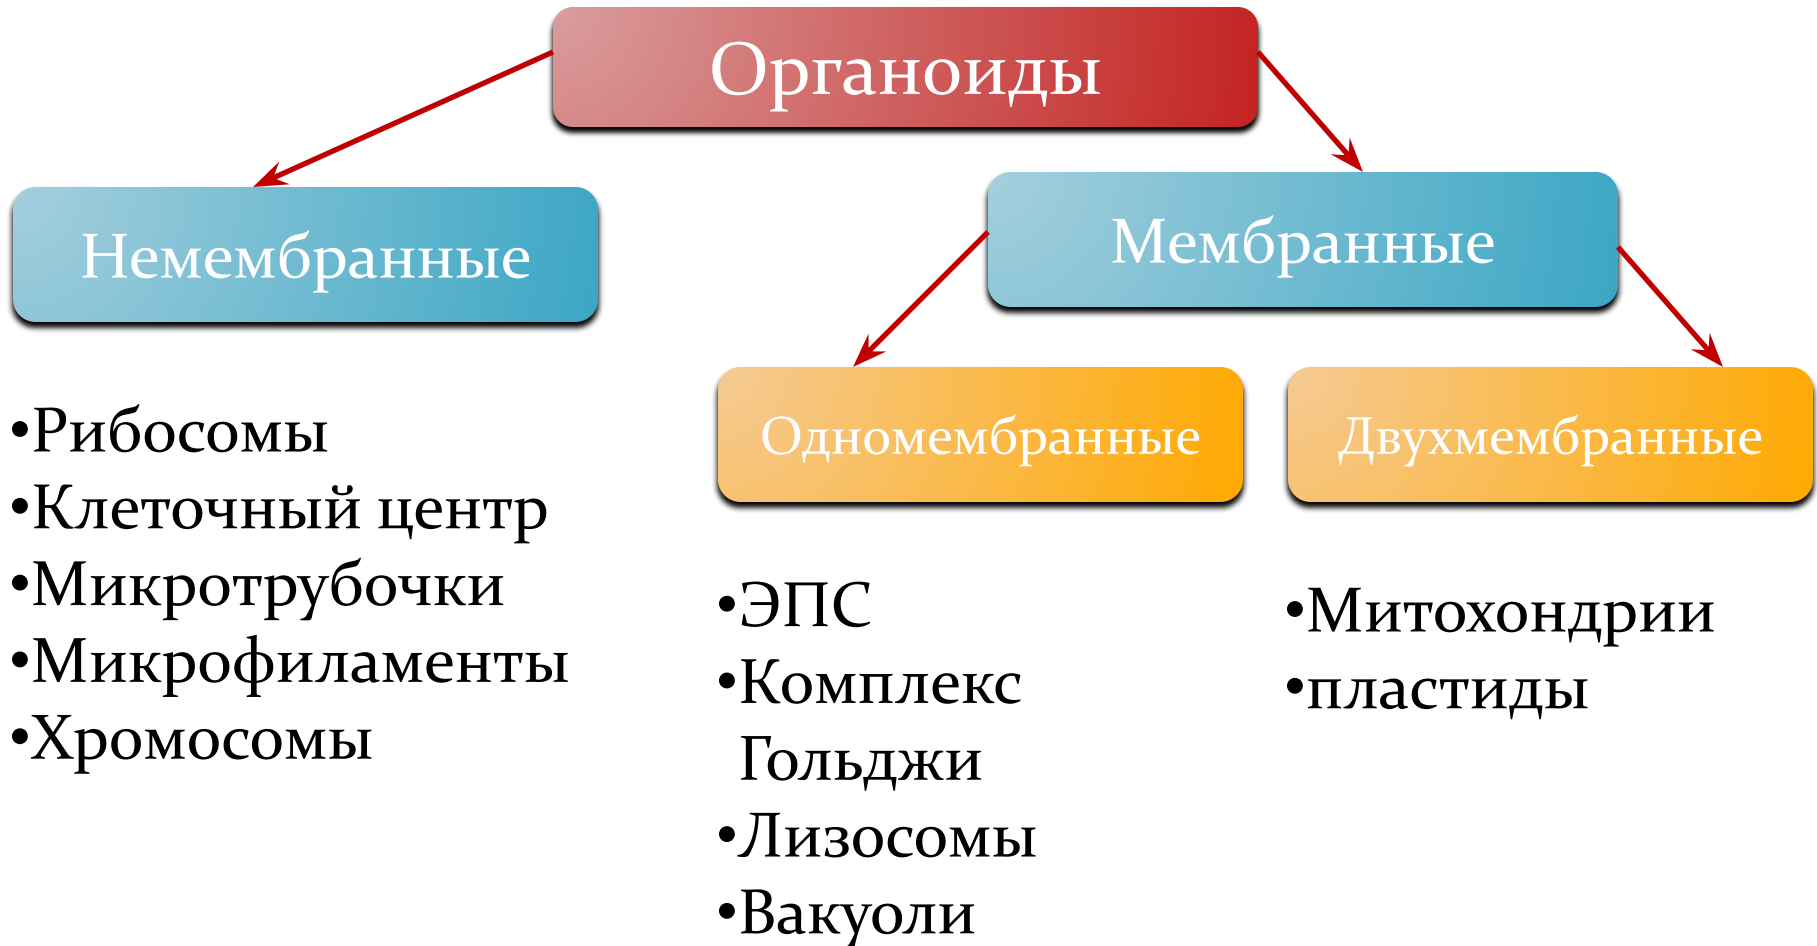 Органоиды
Немембранные
Мембранные
Одномембранные
Двухмембранные
•Рибосомы
•Клеточный центр
•Микротрубочки
•Микрофиламенты
•Хромосомы
•ЭПС
•Комплекс
Гольджи
•Лизосомы
•Вакуоли
•Митохондрии
•пластиды